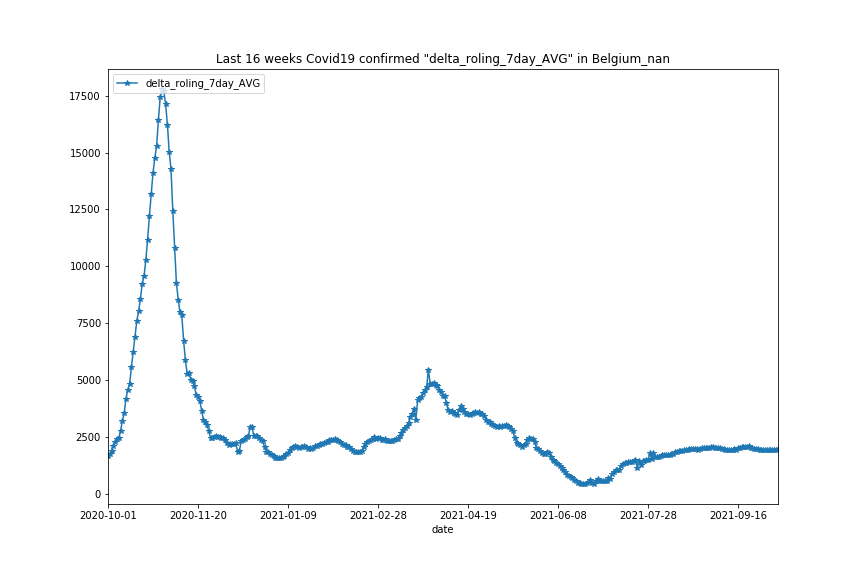 Last 16 weeks Covid19 confirmed "delta_roling_7day_AVG" in Belgium_nan
delta_roling_7day_AVG
17500
15000
12500
10000
7500
5000
2500
0
2020-10-01 2020-11-20 2021-01-09 2021-02-28 2021-04-19 2021-06-08 2021-07-28 2021-09-16
date